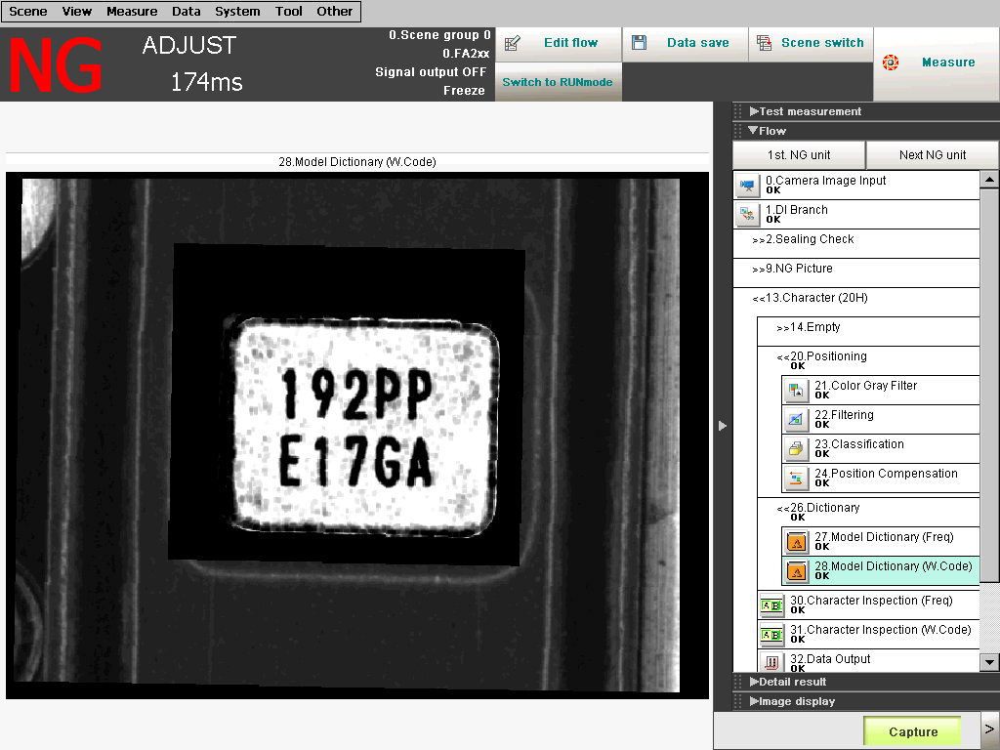 Scene View Measure Data System Tool Other
NG
ADJUST
174ms
0.Scene group 0
0.FA2xx
Signal output OFF
Freeze
Edit flow
Data save
Scene switch
Switch to RUNmode
Measure
28.Model Dictionary (W.Code)
192PP
E17GA
▶Test measurement
▼Flow
1st. NG unit
Next NG unit
0.Camera Image Input
OK
1.DI Branch
OK
>>2.Sealing Check
>>9.NG Picture
<<13.Character (20H)
>>14.Empty
<<20.Positioning
OK
21.Color Gray Filter
OK
22.Filtering
OK
23.Classification
OK
24.Position Compensation
OK
<<26.Dictionary
OK
27.Model Dictionary (Freq)
OK
28.Model Dictionary (W.Code)
OK
30.Character Inspection (Freq)
OK
31.Character Inspection (W.Code)
OK
32.Data Output
OK
▶Detail result
▶Image display
Capture
>